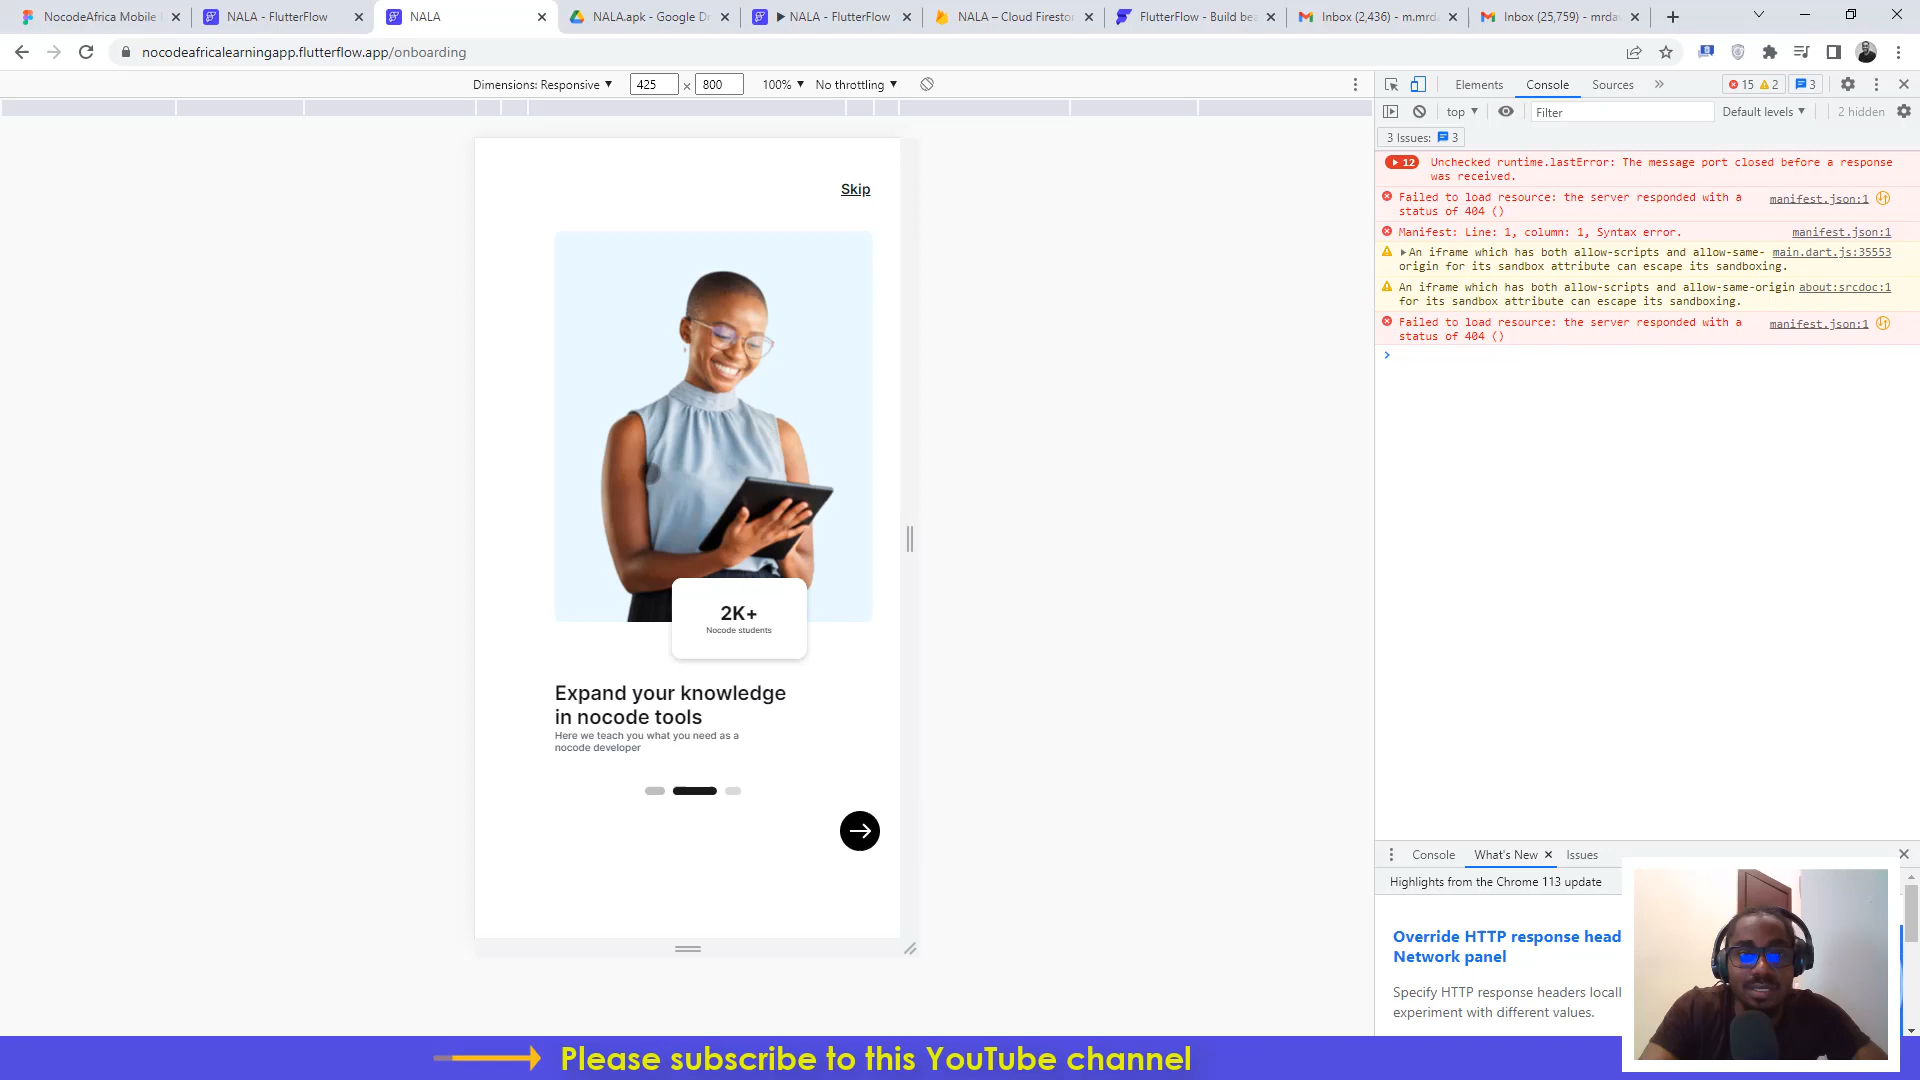 NocodeAfrica Mobile
NALA - FlutterFlow
NALA
NALA.apk - Google Dr
NALA - FlutterFlow
NALA – Cloud Firestor
FlutterFlow - Build bea
Inbox (2,436) - m.mrda
Inbox (25,759) - mrda
nocodeafricalearningapp.flutterflow.app/onboarding
Dimensions: Responsive
425 × 800
100%
No throttling
Elements
Console
Sources
15
2
3
top
Filter
Default levels
2 hidden
3 Issues:
3
12
Unchecked runtime.lastError: The message port closed before a response
was received.
Failed to load resource: the server responded with a
manifest.json:1
status of 404 ()
Manifest: Line: 1, column: 1, Syntax error.
manifest.json:1
An iframe which has both allow-scripts and allow-same-
main.dart.js:35553
origin for its sandbox attribute can escape its sandboxing.
An iframe which has both allow-scripts and allow-same-origin
about:srcdoc:1
for its sandbox attribute can escape its sandboxing.
Failed to load resource: the server responded with a
manifest.json:1
status of 404 ()
Skip
2K+
Nocode students
Expand your knowledge
in nocode tools
Here we teach you what you need as a
nocode developer
Console
What's New
Issues
Highlights from the Chrome 113 update
Override HTTP response head
Network panel
Specify HTTP response headers locall
experiment with different values.
Please subscribe to this YouTube channel